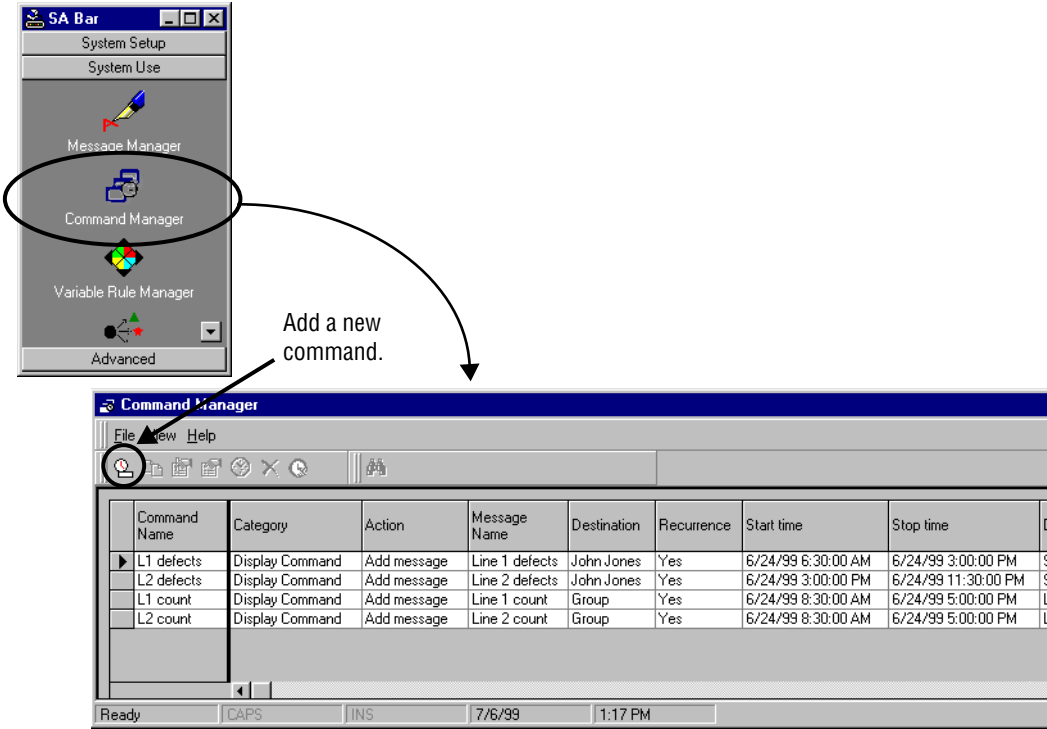 SA Bar
System Setup
System Use
Message Manager
Command Manager
Variable Rule Manager
Advanced
Add a new
command.
Command Manager
File View Help
Command Name Category Action Message Name Destination Recurrence Start time Stop time
L1 defects Display Command Add message Line 1 defects John Jones Yes 6/24/99 6:30:00 AM 6/24/99 3:00:00 PM
L2 defects Display Command Add message Line 2 defects John Jones Yes 6/24/99 3:00:00 PM 6/24/99 11:30:00 PM
L1 count Display Command Add message Line 1 count Group Yes 6/24/99 8:30:00 AM 6/24/99 5:00:00 PM
L2 count Display Command Add message Line 2 count Group Yes 6/24/99 8:30:00 AM 6/24/99 5:00:00 PM
Ready CAPS INS 7/6/99 1:17 PM